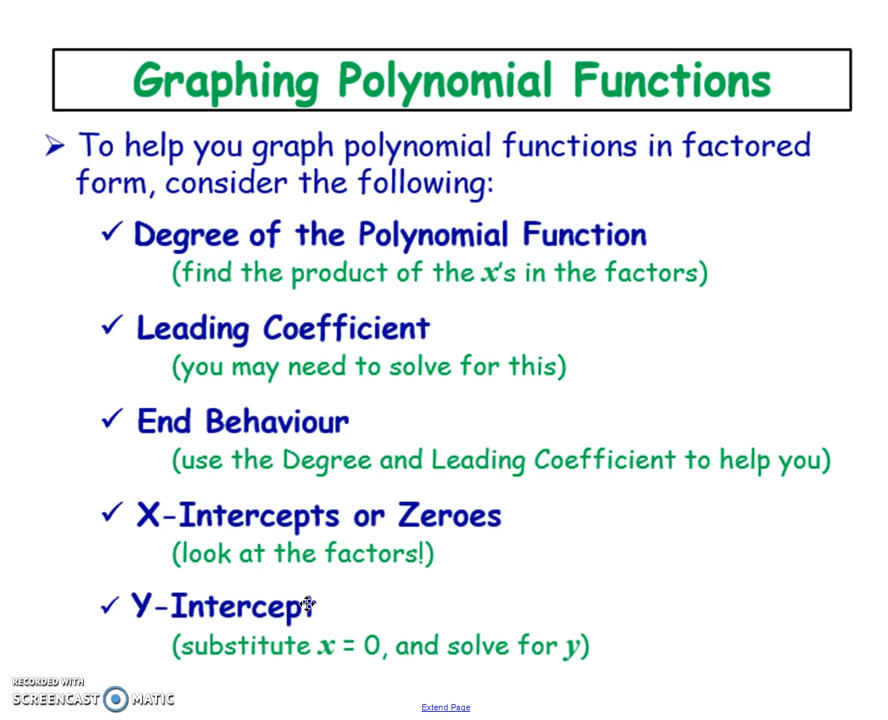 Graphing Polynomial Functions
➢ To help you graph polynomial functions in factored
form, consider the following:
✓ Degree of the Polynomial Function
(find the product of the x's in the factors)
✓ Leading Coefficient
(you may need to solve for this)
✓ End Behaviour
(use the Degree and Leading Coefficient to help you)
✓ X-Intercepts or Zeroes
(look at the factors!)
✓ Y-Intercept
(substitute x = 0, and solve for y)
RECORDED WITH
SCREENCAST MATIC
Extend Page